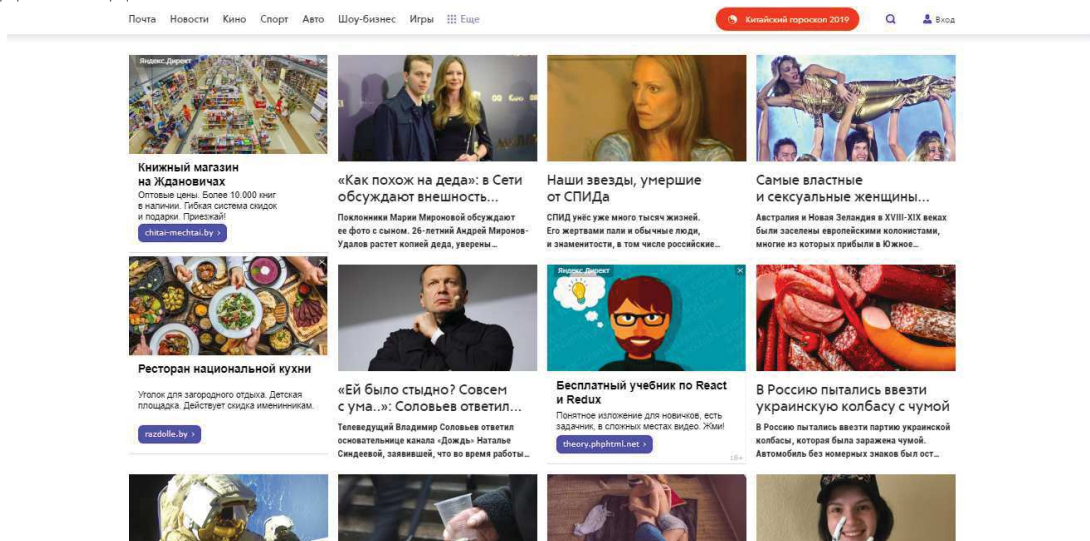 Почта Новости Кино Спорт Авто Шоу-бизнес Игры Еще Китайский гороскоп 2019 Вход
Яндекс.Директ
Книжный магазин
на Ждановичах
Оптовые цены. Более 10.000 книг
в наличии. Гибкая система скидок
и подарки. Приезжай!
chitai-mechtai.by >
«Как похож на деда»: в Сети
обсуждают внешность...
Поклонники Марии Мироновой обсуждают
ее фото с сыном. 26-летний Андрей Миронов-
Удалов растет копией деда, уверены...
Наши звезды, умершие
от СПИДа
СПИД унёс уже много тысяч жизней.
Его жертвами пали и обычные люди,
и знаменитости, в том числе российские...
Самые властные
и сексуальные женщины...
Австралия и Новая Зеландия в XVIII-XIX веках
были заселены европейскими колонистами,
многие из которых прибыли в Южное...
Ресторан национальной кухни
Уголок для загородного отдыха. Детская
площадка. Действует скидка именинникам.
razdolie.by >
«Ей было стыдно? Совсем
с ума..»: Соловьев ответил...
Телеведущий Владимир Соловьев ответил
основательнице канала «Дождь» Наталье
Синдеевой, заявившей, что во время работы...
Яндекс.Директ
Бесплатный учебник по React
и Redux
Понятное изложение для новичков, есть
задачник, в сложных местах видео. Жми!
theory.phphtml.net >
18+
В Россию пытались ввезти
украинскую колбасу с чумой
В Россию пытались ввезти партию украинской
колбасы, которая была заражена чумой.
Автомобиль без номерных знаков был ост...